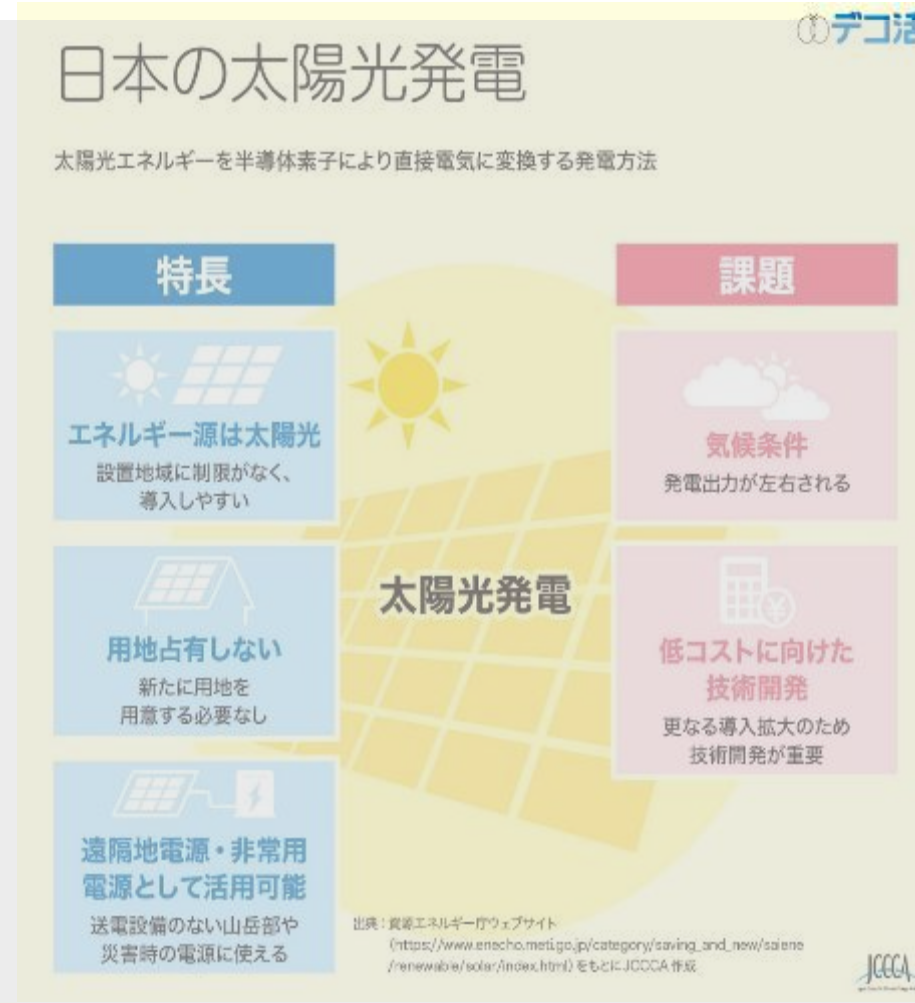 デコ活
日本の太陽光発電
太陽光エネルギーを半導体素子により直接電気に変換する発電方法
特長
エネルギー源は太陽光
設置地域に制限がなく、
導入しやすい
用地占有しない
新たに用地を
用意する必要なし
遠隔地電源・非常用
電源として活用可能
送電設備のない山岳部や
災害時の電源に使える
太陽光発電
課題
気候条件
発電出力が左右される
低コストに向けた
技術開発
更なる導入拡大のため
技術開発が重要
出典：資源エネルギー庁ウェブサイト
(https://www.enecho.meti.go.jp/category/saving_and_new/saiene
/renewable/solar/index.html) をもとに JCCCA 作成
JCCCA